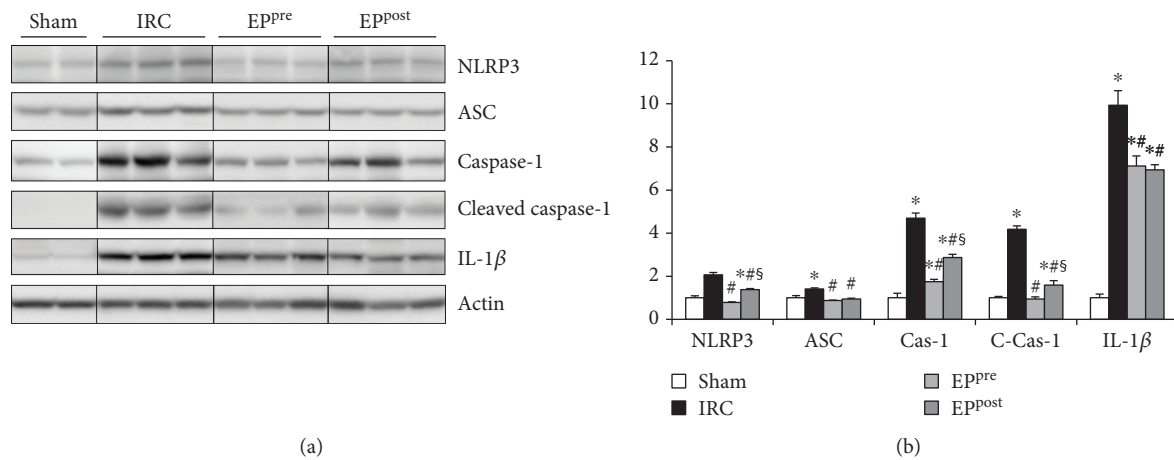 Sham IRC EPpre EPpost
NLRP3
ASC
Caspase-1
Cleaved caspase-1
IL-1β
Actin
(a)
12
10
8
6
4
2
0
*
*# *#
*
*#
*#§
*
#
*#§
#
*#§
*
# #
NLRP3 ASC Cas-1 C-Cas-1 IL-1β
Sham EPpre
IRC EPpost
(b)